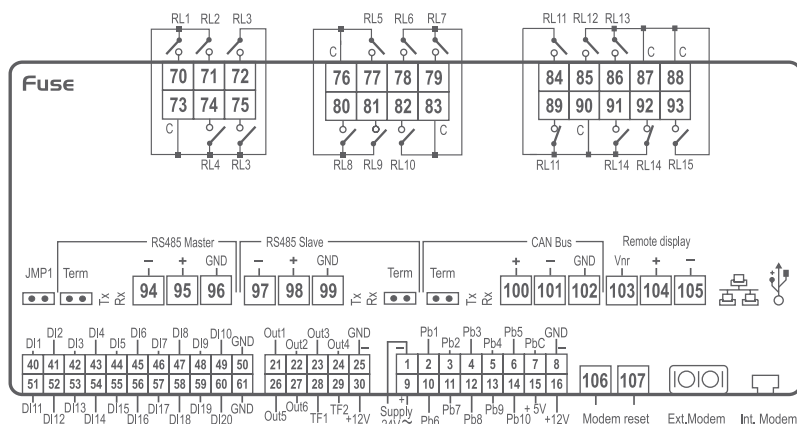 RL1 RL2 RL3 RL5 RL6 RL7 RL11 RL12 RL13
C C C
Fuse
70 71 72 76 77 78 79 84 85 86 87 88
73 74 75 80 81 82 83 89 90 91 92 93
C C C
RL4 RL3 RL8 RL9 RL10 RL11 RL14 RL14 RL15
RS485 Master RS485 Slave CAN Bus Remote display
JMP1 Term − + GND − + GND Term Term + − GND Vnr + −
Tx Rx 94 95 96 97 98 99 Tx Rx 100 101 102 103 104 105
DI1 DI2 DI3 DI4 DI5 DI6 DI7 DI8 DI9 DI10 GND Out1 Out2 Out3 Out4 GND − Pb1 Pb2 Pb3 Pb4 Pb5 PbC GND −
40 41 42 43 44 45 46 47 48 49 50 21 22 23 24 25 − 1 2 3 4 5 6 7 8
51 52 53 54 55 56 57 58 59 60 61 26 27 28 29 30 9 10 11 12 13 14 15 16 106 107 |O|O|
DI11 DI12 DI13 DI14 DI15 DI16 DI17 DI18 DI19 DI20 GND Out5 Out6 TF1 TF2 +12V + Supply 24V~ Pb6 Pb7 Pb8 Pb9 Pb10 + 5V +12V Modem reset Ext.Modem Int. Modem